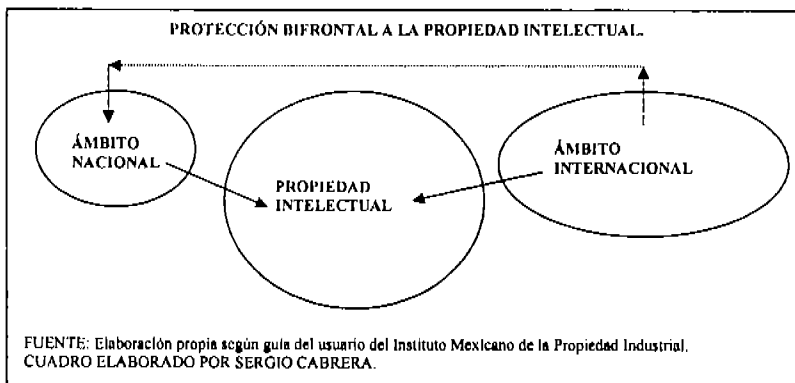 PROTECCIÓN BIFRONTAL A LA PROPIEDAD INTELECTUAL.
ÁMBITO
NACIONAL
PROPIEDAD
INTELECTUAL
ÁMBITO
INTERNACIONAL
FUENTE: Elaboración propia según guía del usuario del Instituto Mexicano de la Propiedad Industrial.
CUADRO ELABORADO POR SERGIO CABRERA.